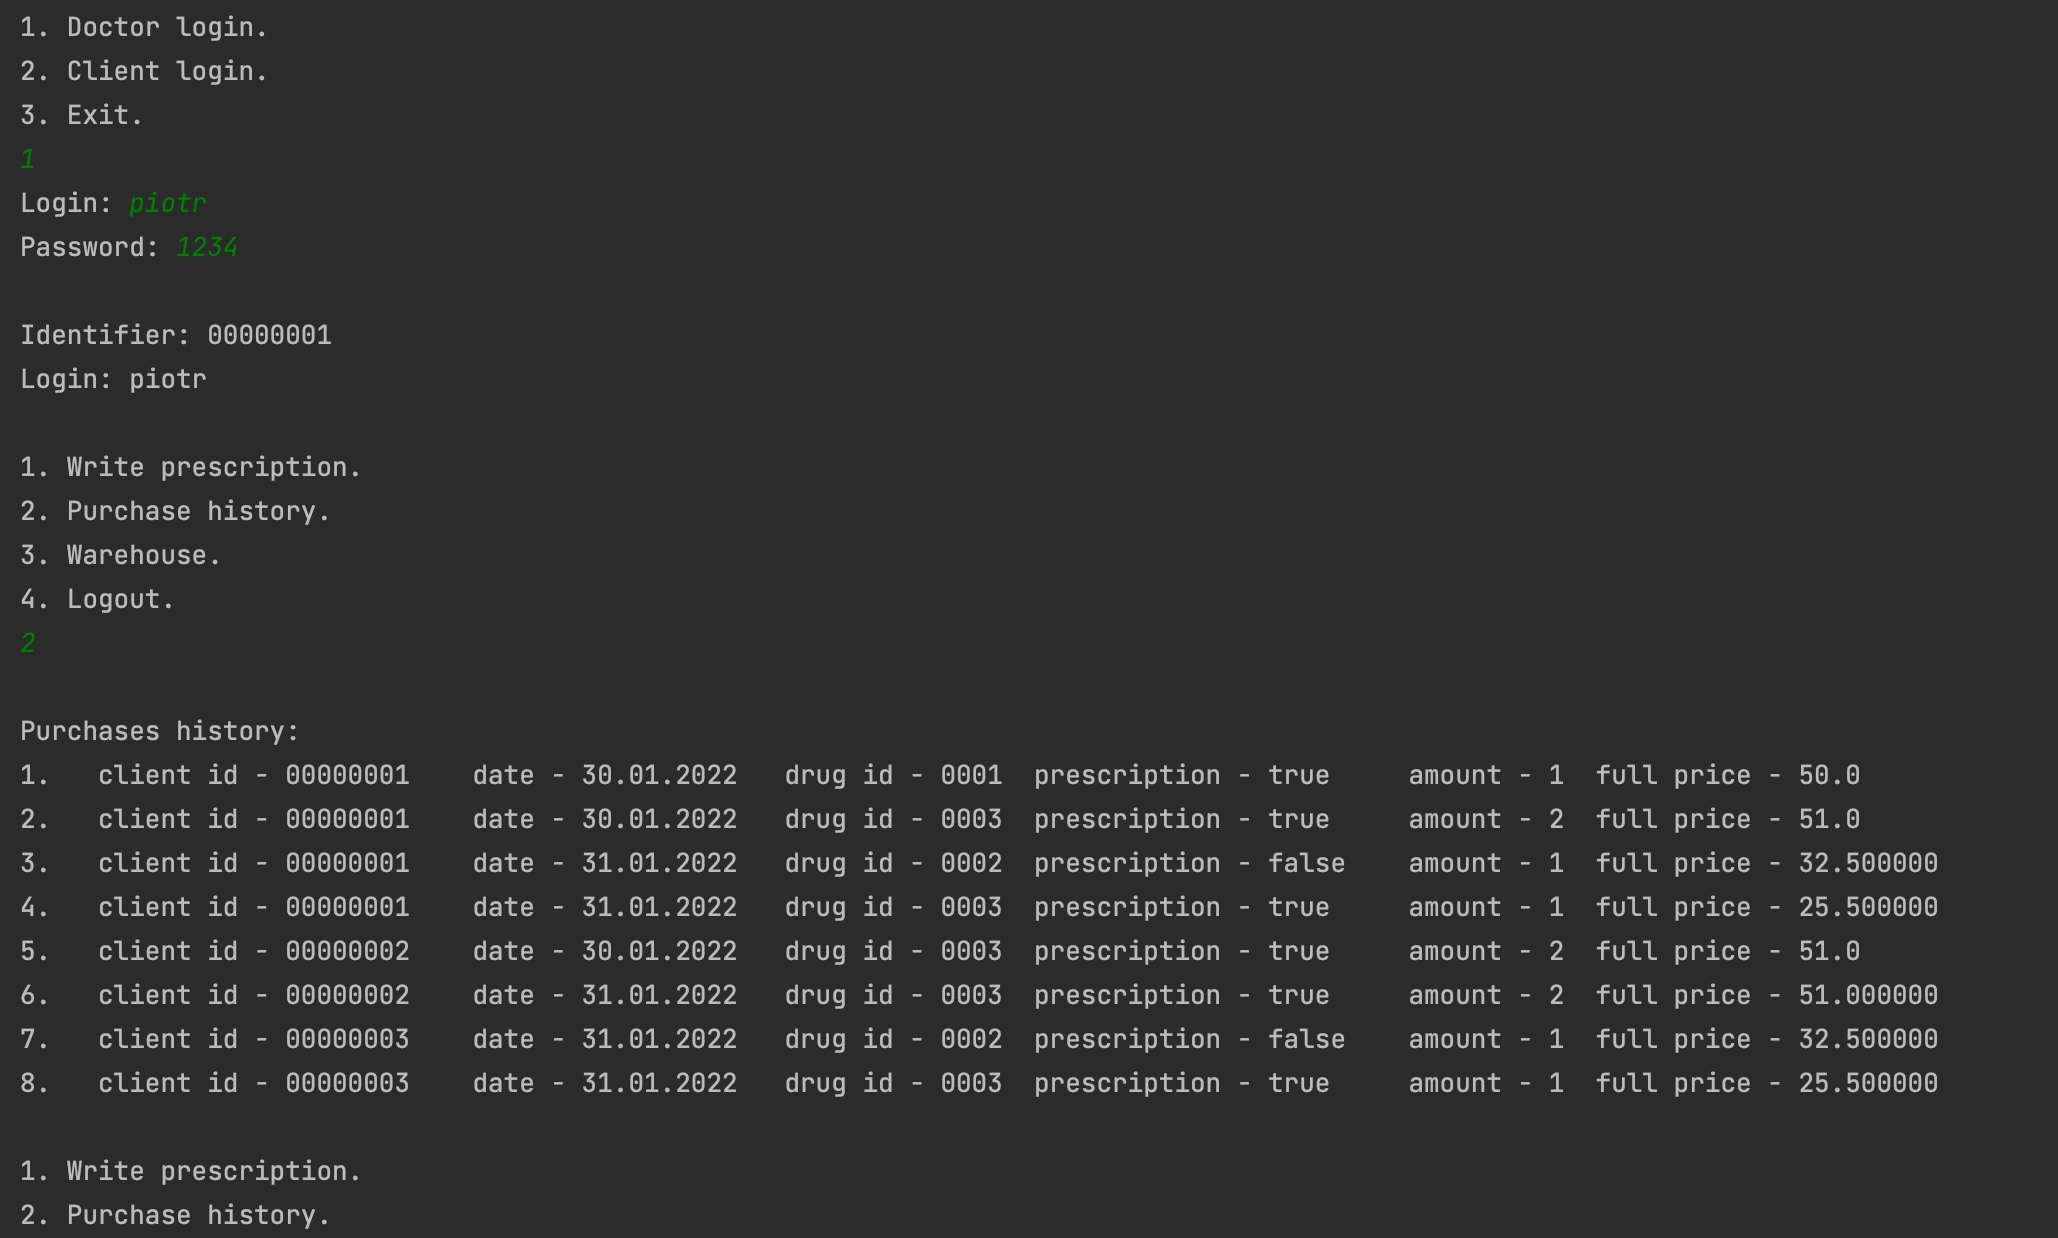 1. Doctor login.
2. Client login.
3. Exit.
1
Login: piotr
Password: 1234
Identifier: 00000001
Login: piotr
1. Write prescription.
2. Purchase history.
3. Warehouse.
4. Logout.
2
Purchases history:
1.   client id - 00000001    date - 30.01.2022   drug id - 0001  prescription - true     amount - 1  full price - 50.0
2.   client id - 00000001    date - 30.01.2022   drug id - 0003  prescription - true     amount - 2  full price - 51.0
3.   client id - 00000001    date - 31.01.2022   drug id - 0002  prescription - false    amount - 1  full price - 32.500000
4.   client id - 00000001    date - 31.01.2022   drug id - 0003  prescription - true     amount - 1  full price - 25.500000
5.   client id - 00000002    date - 30.01.2022   drug id - 0003  prescription - true     amount - 2  full price - 51.0
6.   client id - 00000002    date - 31.01.2022   drug id - 0003  prescription - true     amount - 2  full price - 51.000000
7.   client id - 00000003    date - 31.01.2022   drug id - 0002  prescription - false    amount - 1  full price - 32.500000
8.   client id - 00000003    date - 31.01.2022   drug id - 0003  prescription - true     amount - 1  full price - 25.500000
1. Write prescription.
2. Purchase history.